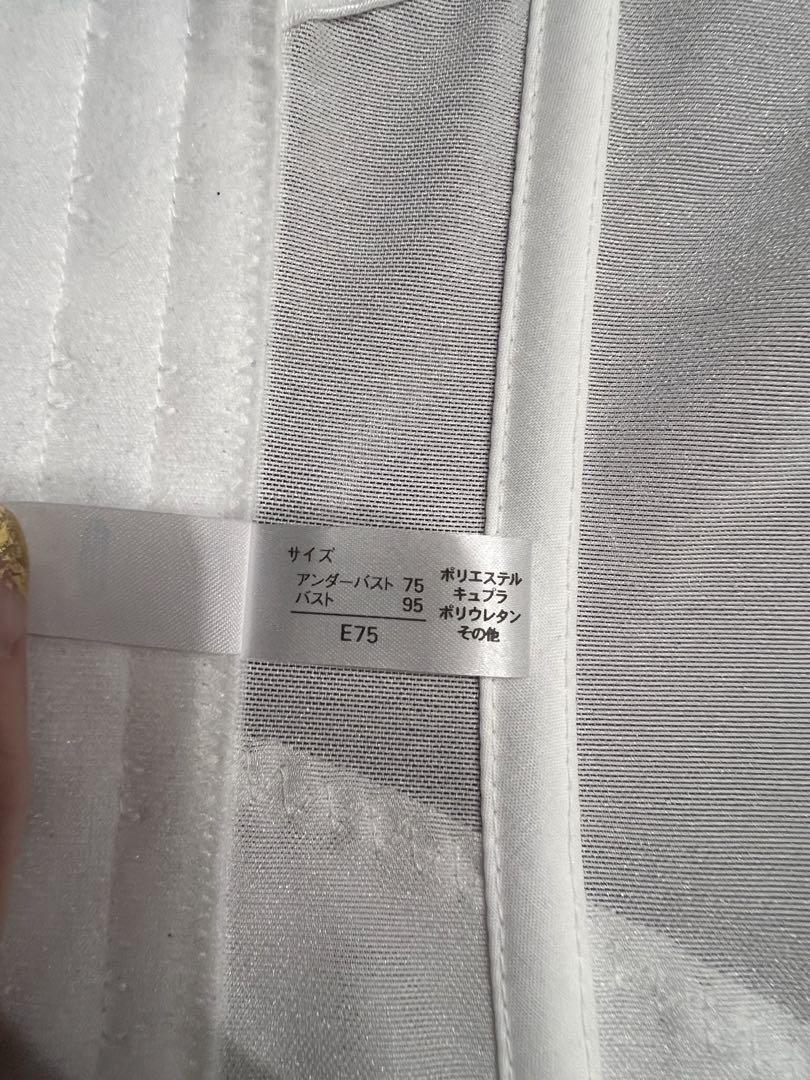 サイズ
アンダーバスト 75
バスト 95
E75
ポリエステル
キュプラ
ポリウレタン
その他